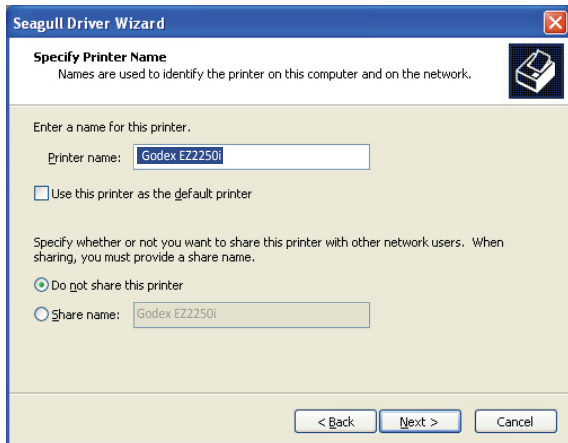 Seagull Driver Wizard
Specify Printer Name
Names are used to identify the printer on this computer and on the network.
Enter a name for this printer.
Printer name: Godex EZ2250i
Use this printer as the default printer
Specify whether or not you want to share this printer with other network users. When
sharing, you must provide a share name.
Do not share this printer
Share name: Godex EZ2250i
< Back Next > Cancel